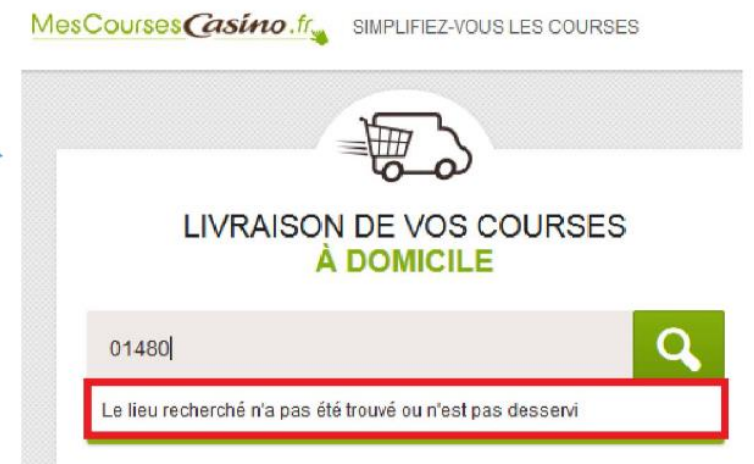 MesCoursesCasino.fr SIMPLIFIEZ-VOUS LES COURSES
LIVRAISON DE VOS COURSES
À DOMICILE
01480
Le lieu recherché n'a pas été trouvé ou n'est pas desservi